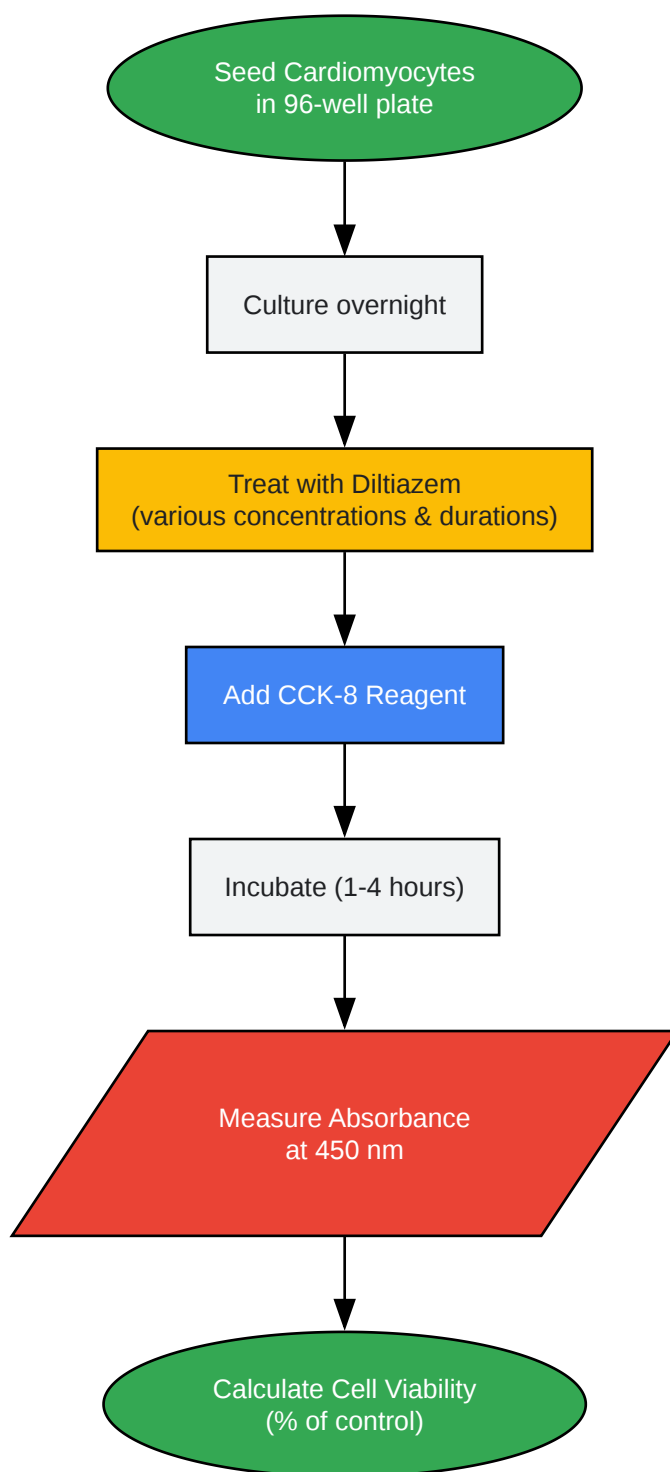 Seed Cardiomyocytes
in 96-well plate
Culture overnight
Treat with Diltiazem
(various concentrations & durations)
Add CCK-8 Reagent
Incubate (1-4 hours)
Measure Absorbance
at 450 nm
Calculate Cell Viability
(% of control)